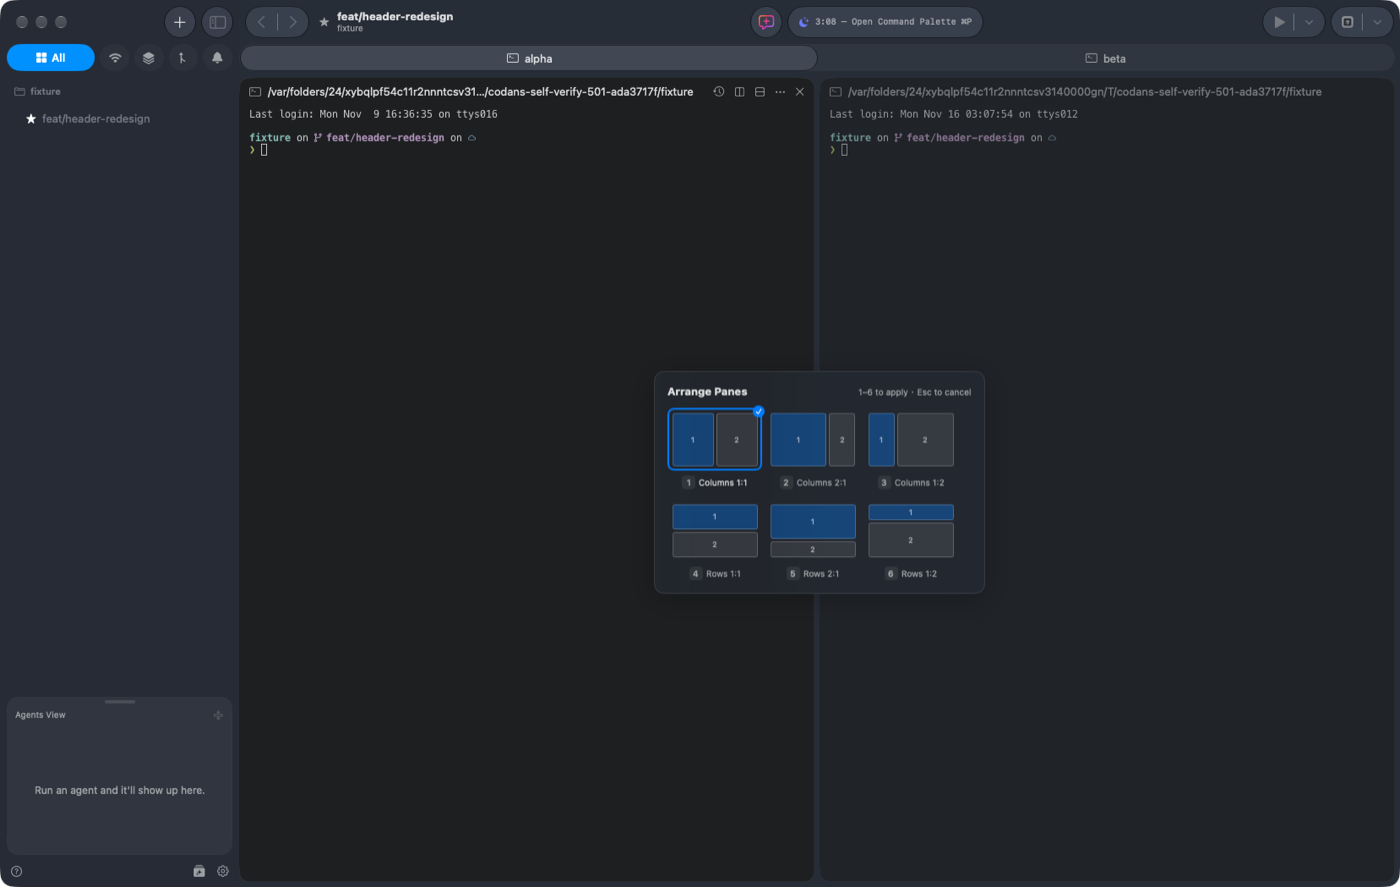 feat/header-redesign
fixture
3:08 — Open Command Palette ⌘P
All
alpha
beta
fixture
feat/header-redesign
/var/folders/24/xybqlpf54c11r2nnntcsv31.../codans-self-verify-501-ada3717f/fixture
Last login: Mon Nov  9 16:36:35 on ttys016
fixture on feat/header-redesign on
❯
/var/folders/24/xybqlpf54c11r2nnntcsv3140000gn/T/codans-self-verify-501-ada3717f/fixture
Last login: Mon Nov 16 03:07:54 on ttys012
fixture on feat/header-redesign on
❯
Arrange Panes
1–6 to apply · Esc to cancel
1 2
1 2
1 2
1 Columns 1:1
2 Columns 2:1
3 Columns 1:2
1
2
1
2
1
2
4 Rows 1:1
5 Rows 2:1
6 Rows 1:2
Agents View
Run an agent and it'll show up here.